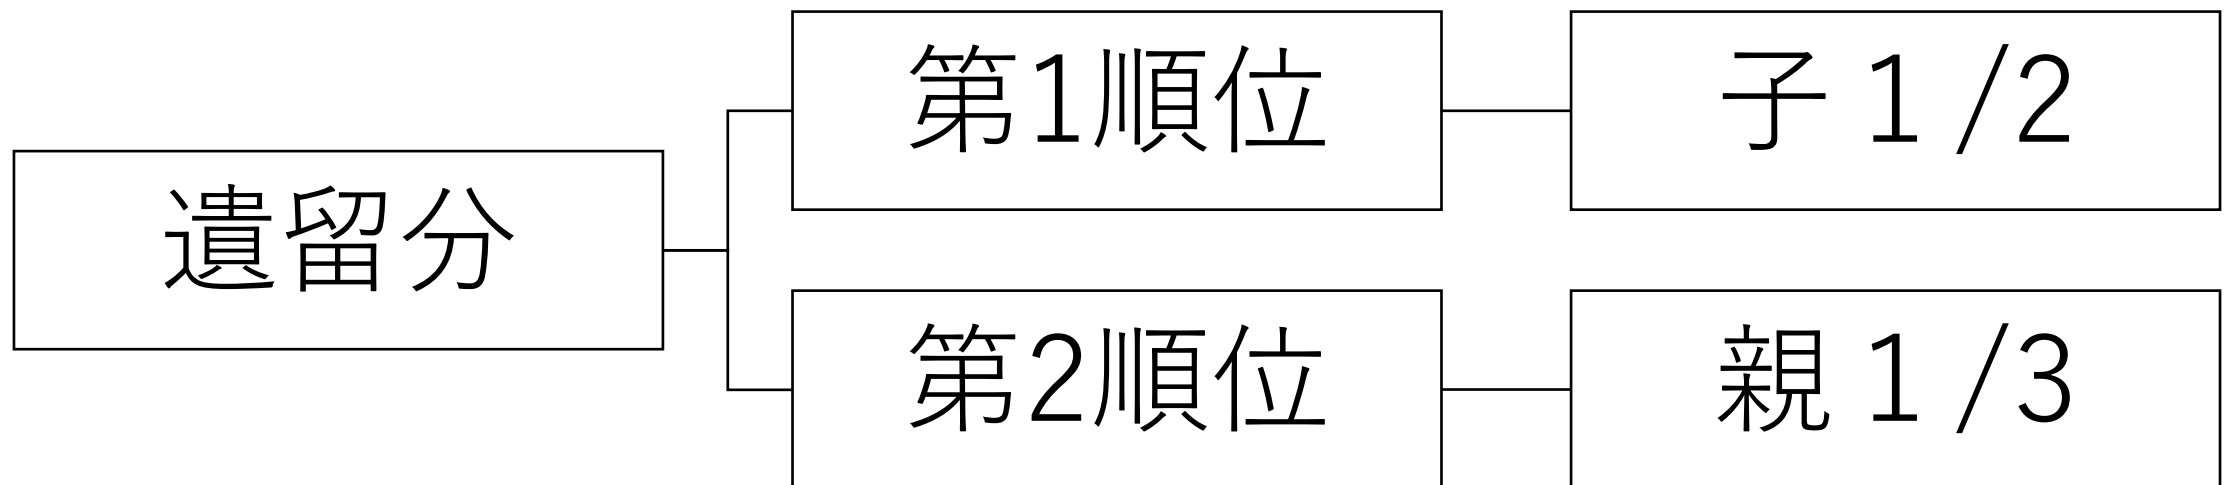 遺留分
第1順位
子 1/2
第2順位
親 1/3